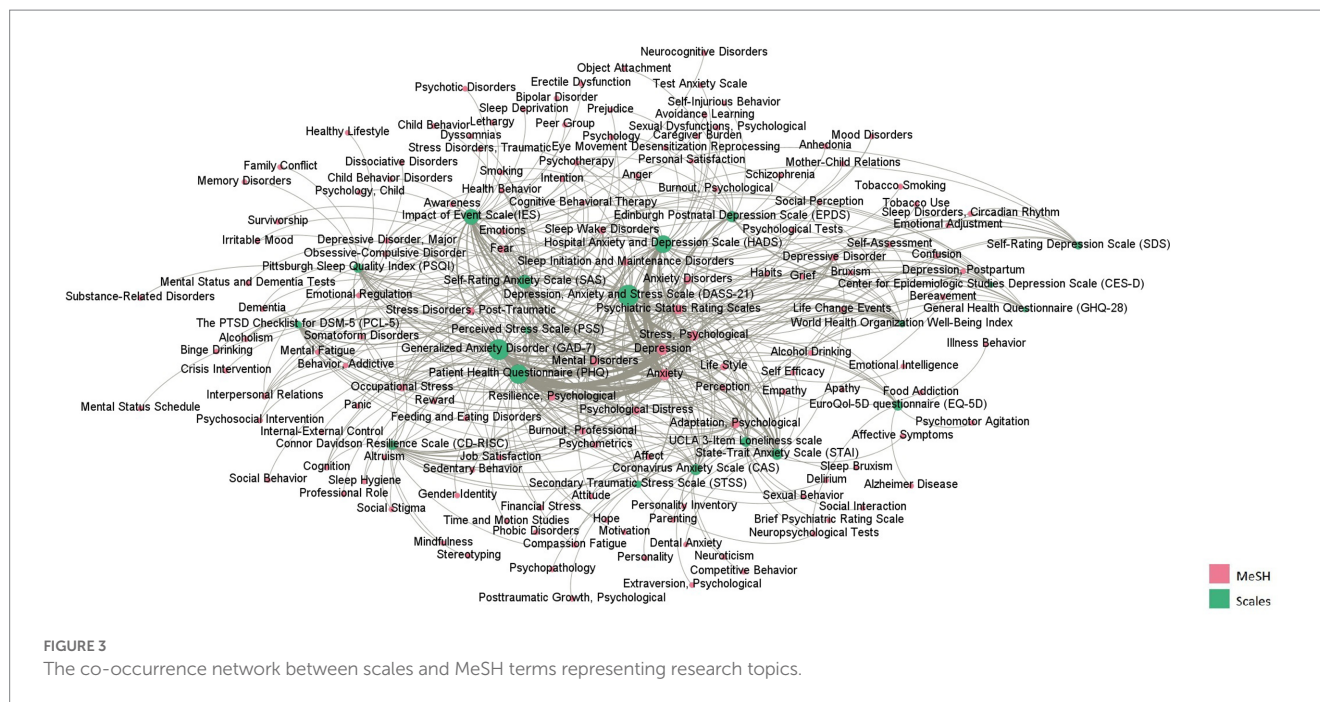 Neurocognitive Disorders
Object Attachment
Psychotic Disorders
Erectile Dysfunction
Test Anxiety Scale
Bipolar Disorder
Self-Injurious Behavior
Sleep Deprivation
Prejudice
Avoidance Learning
Healthy Lifestyle
Child Behavior
Lethargy
Peer Group
Sexual Dysfunctions, Psychological
Dyssomnias
Psychology
Caregiver Burden
Mood Disorders
Stress Disorders, Traumatic
Eye Movement Desensitization Reprocessing
Anhedonia
Family Conflict
Dissociative Disorders
Psychotherapy
Personal Satisfaction
Mother-Child Relations
Memory Disorders
Child Behavior Disorders
Smoking
Intention
Anger
Schizophrenia
Psychology, Child
Health Behavior
Burnout, Psychological
Tobacco Smoking
Awareness
Cognitive Behavioral Therapy
Social Perception
Tobacco Use
Survivorship
Impact of Event Scale(IES)
Edinburgh Postnatal Depression Scale (EPDS)
Sleep Disorders, Circadian Rhythm
Emotions
Sleep Wake Disorders
Psychological Tests
Emotional Adjustment
Irritable Mood
Depressive Disorder, Major
Fear
Hospital Anxiety and Depression Scale (HADS)
Self-Assessment
Self-Rating Depression Scale (SDS)
Obsessive-Compulsive Disorder
Depressive Disorder
Confusion
Pittsburgh Sleep Quality Index (PSQI)
Sleep Initiation and Maintenance Disorders
Habits
Grief
Bruxism
Depression, Postpartum
Mental Status and Dementia Tests
Self-Rating Anxiety Scale (SAS)
Anxiety Disorders
Center for Epidemiologic Studies Depression Scale (CES-D)
Substance-Related Disorders
Emotional Regulation
Depression, Anxiety and Stress Scale (DASS-21)
Bereavement
Dementia
Stress Disorders, Post-Traumatic
Psychiatric Status Rating Scales
Life Change Events
General Health Questionnaire (GHQ-28)
The PTSD Checklist for DSM-5 (PCL-5)
Perceived Stress Scale (PSS)
World Health Organization Well-Being Index
Alcoholism
Somatoform Disorders
Stress, Psychological
Binge Drinking
Mental Fatigue
Generalized Anxiety Disorder (GAD-7)
Depression
Alcohol Drinking
Illness Behavior
Crisis Intervention
Behavior, Addictive
Mental Disorders
Life Style
Emotional Intelligence
Patient Health Questionnaire (PHQ)
Anxiety
Self Efficacy
Interpersonal Relations
Occupational Stress
Perception
Empathy
Apathy
Food Addiction
Mental Status Schedule
Panic
Reward
Resilience, Psychological
EuroQol-5D questionnaire (EQ-5D)
Psychosocial Intervention
Feeding and Eating Disorders
Psychological Distress
Adaptation, Psychological
Psychomotor Agitation
Internal-External Control
Burnout, Professional
Affective Symptoms
Connor Davidson Resilience Scale (CD-RISC)
Psychometrics
UCLA 3-Item Loneliness scale
Altruism
Job Satisfaction
Affect
State-Trait Anxiety Scale (STAI)
Cognition
Sedentary Behavior
Coronavirus Anxiety Scale (CAS)
Sleep Bruxism
Social Behavior
Sleep Hygiene
Secondary Traumatic Stress Scale (STSS)
Delirium
Alzheimer Disease
Professional Role
Gender Identity
Attitude
Sexual Behavior
Social Stigma
Financial Stress
Personality Inventory
Social Interaction
Time and Motion Studies
Hope
Parenting
Brief Psychiatric Rating Scale
Phobic Disorders
Motivation
Neuropsychological Tests
Mindfulness
Compassion Fatigue
Dental Anxiety
Stereotyping
Personality
Neuroticism
Psychopathology
Competitive Behavior
Extraversion, Psychological
Posttraumatic Growth, Psychological
MeSH
Scales
FIGURE 3
The co-occurrence network between scales and MeSH terms representing research topics.